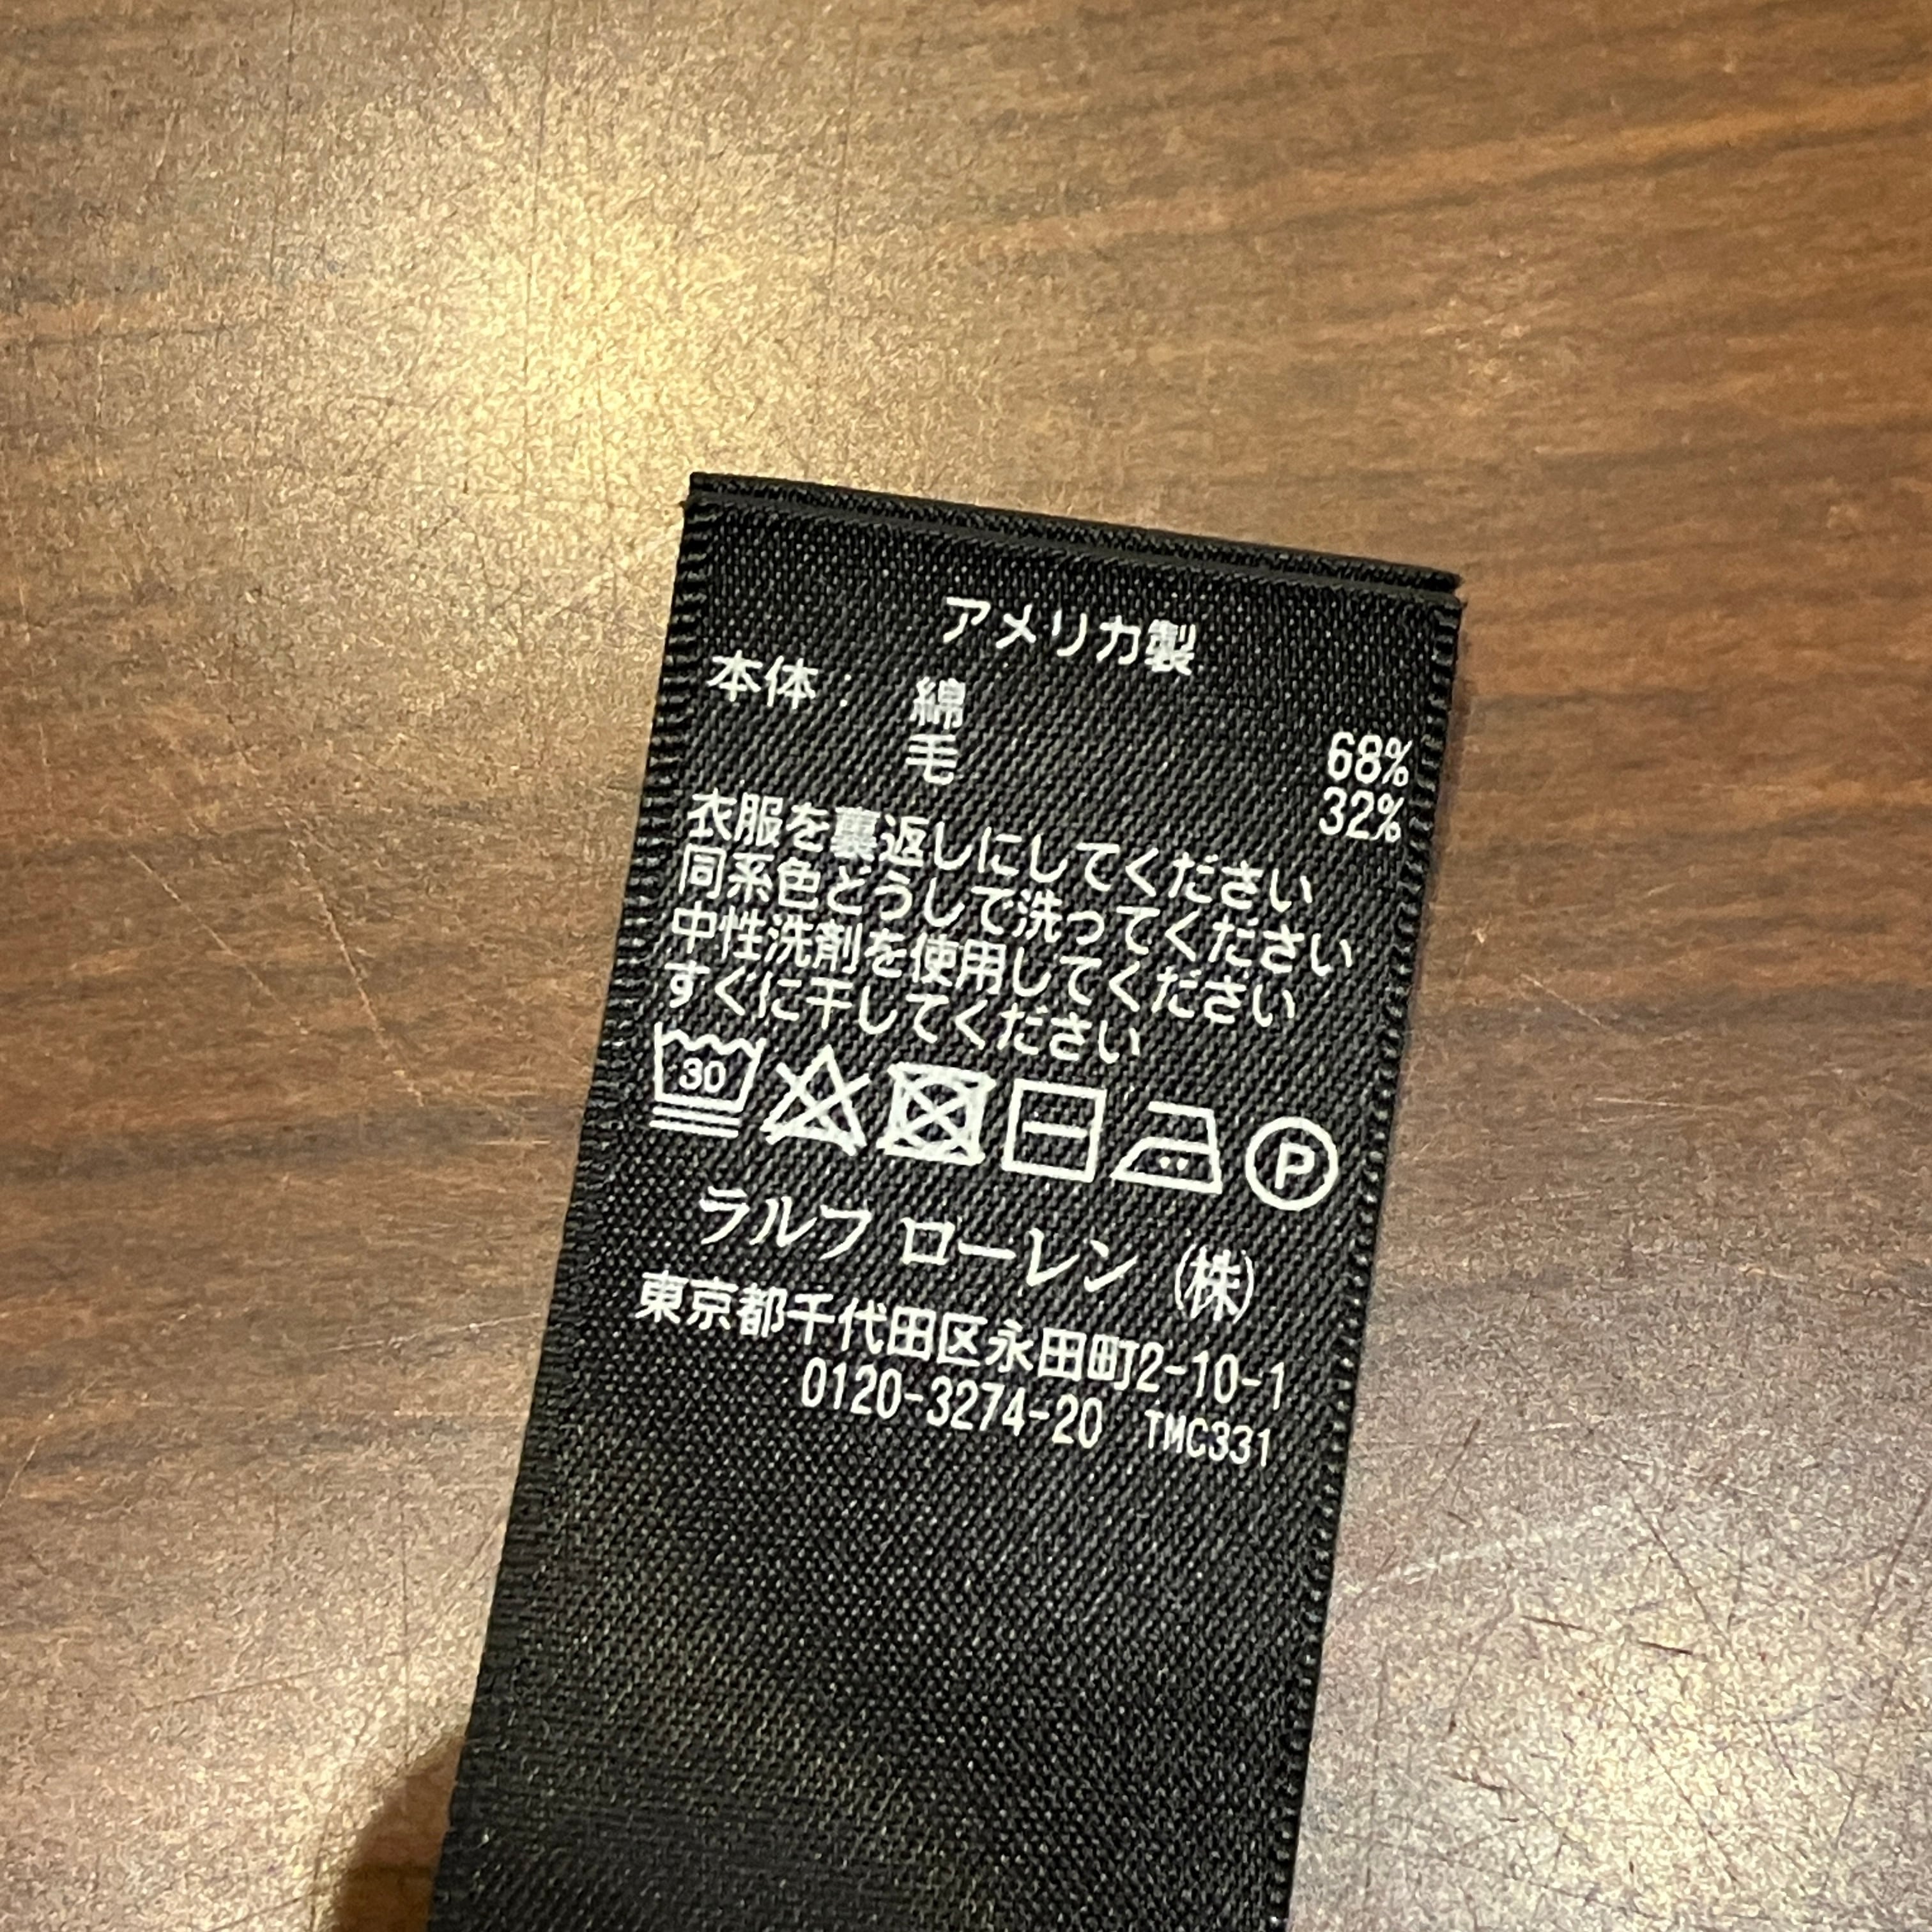 アメリカ製
本体： 綿 68%
毛 32%
衣服を裏返しにしてください
同系色どうしで洗ってください
中性洗剤を使用してください
すぐに干してください
30 P
ラルフ ローレン (株)
東京都千代田区永田町2-10-1
0120-3274-20 TMC331